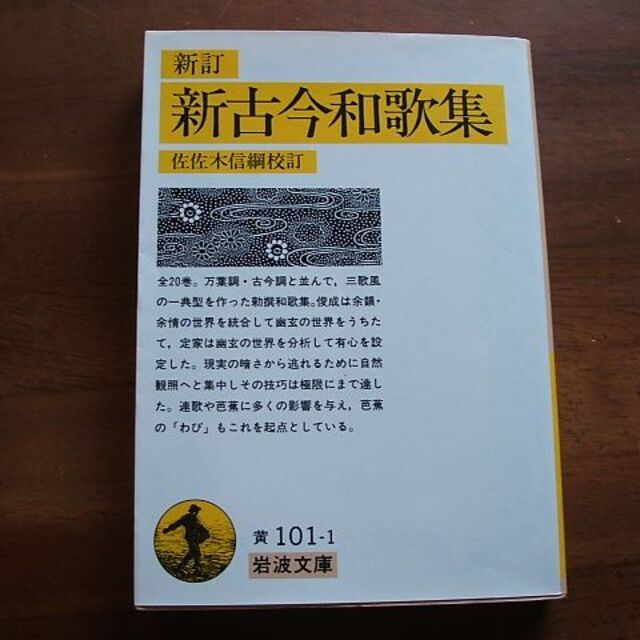 新訂
新古今和歌集
佐佐木信綱校訂
全20巻。万葉調・古今調と並んで，三歌風
の一典型を作った勅撰和歌集。俊成は余韻・
余情の世界を統合して幽玄の世界をうちた
て，定家は幽玄の世界を分析して有心を設
定した。現実の暗さから逃れるために自然
観照へと集中しその技巧は極限にまで達し
た。連歌や芭蕉に多くの影響を与え，芭蕉
の「わび」もこれを起点としている。
黄 101-1
岩波文庫